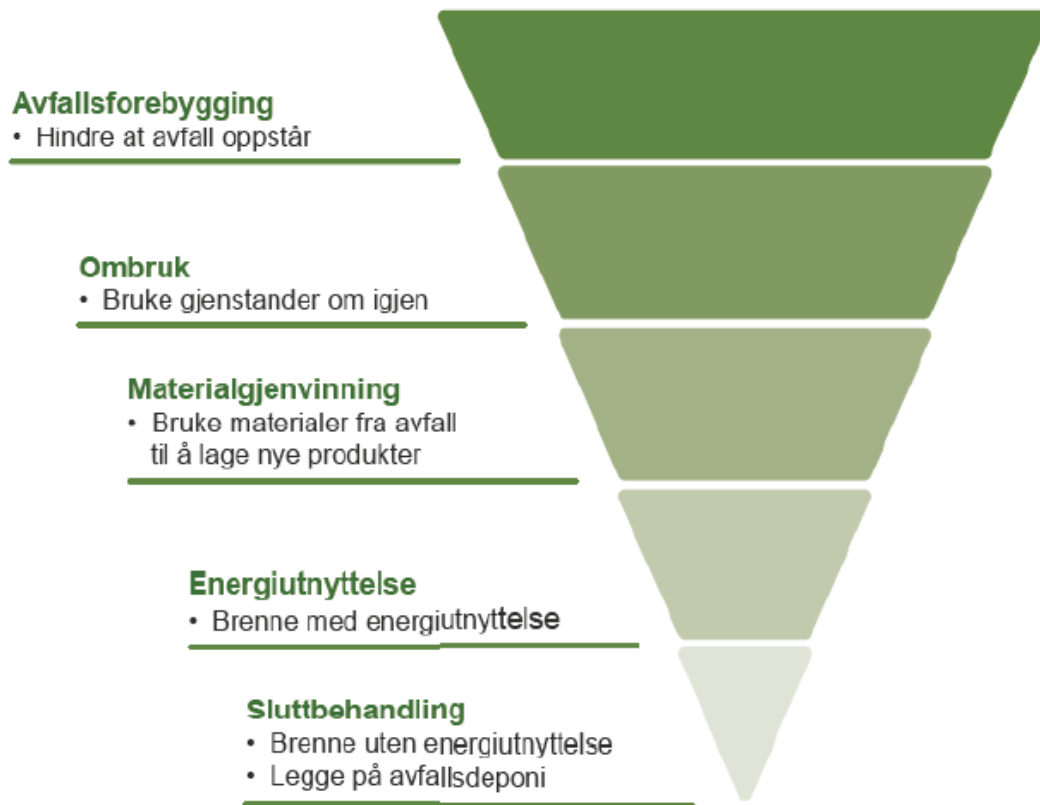 Avfallsforebygging
• Hindre at avfall oppstår
Ombruk
• Bruke gjenstander om igjen
Materialgjenvinning
• Bruke materialer fra avfall
til å lage nye produkter
Energiutnyttelse
• Brenne med energiutnyttelse
Sluttbehandling
• Brenne uten energiutnyttelse
• Legge på avfallsdeponi